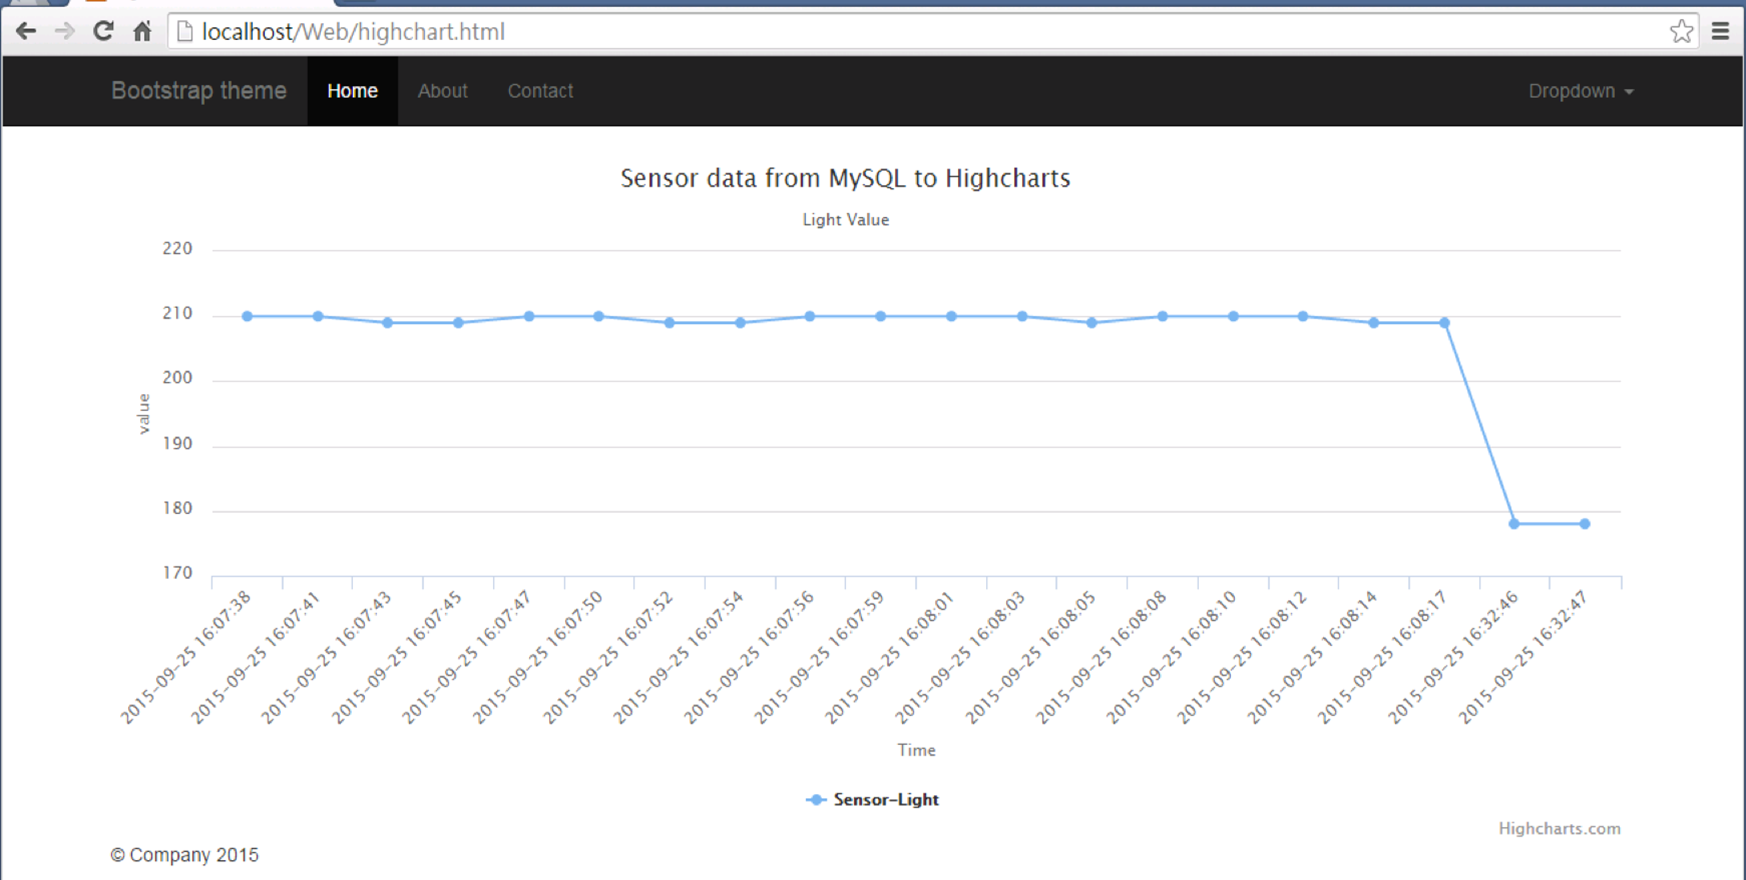 localhost/Web/highchart.html
Bootstrap theme Home About Contact Dropdown
Sensor data from MySQL to Highcharts
Light Value
220
210
200
190
180
170
value
2015-09-25 16:07:38
2015-09-25 16:07:41
2015-09-25 16:07:43
2015-09-25 16:07:45
2015-09-25 16:07:47
2015-09-25 16:07:50
2015-09-25 16:07:52
2015-09-25 16:07:54
2015-09-25 16:07:56
2015-09-25 16:07:59
2015-09-25 16:08:01
2015-09-25 16:08:03
2015-09-25 16:08:05
2015-09-25 16:08:08
2015-09-25 16:08:10
2015-09-25 16:08:12
2015-09-25 16:08:14
2015-09-25 16:08:17
2015-09-25 16:32:46
2015-09-25 16:32:47
Time
Sensor-Light
Highcharts.com
© Company 2015